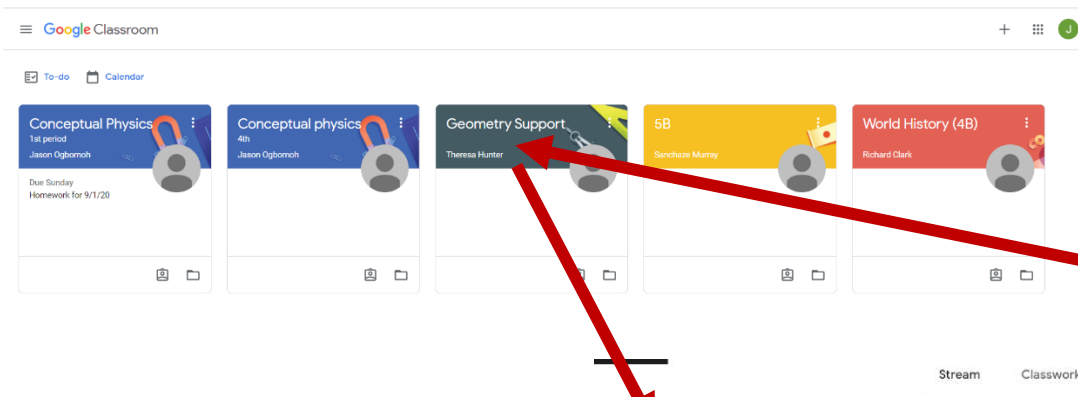 Google Classroom
J
To-do Calendar
Conceptual Physics
1st period
Jason Ogbomoh
Due Sunday
Homework for 9/1/20
Conceptual physics
4th
Jason Ogbomoh
Geometry Support
Theresa Hunter
5B
Sanchaze Murray
World History (4B)
Richard Clark
Stream Classwork